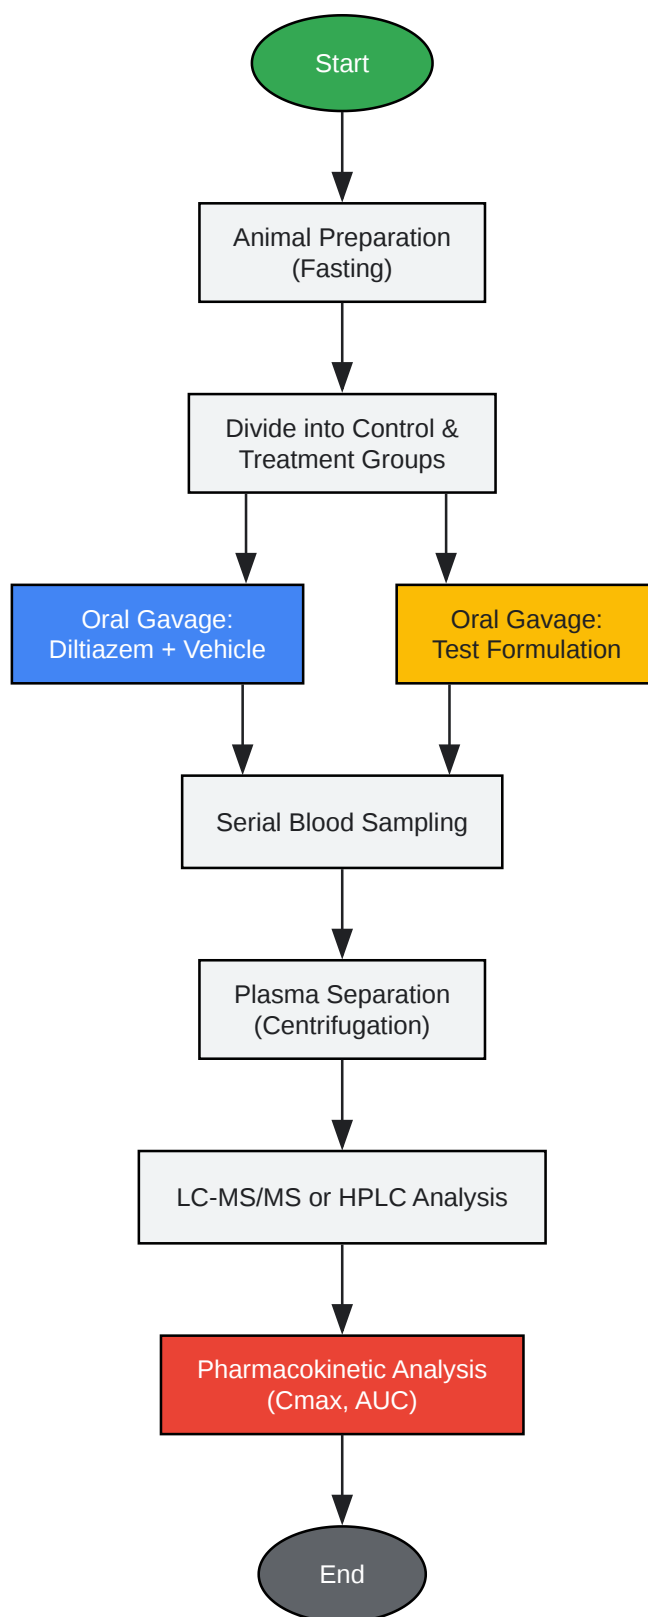 Start
Animal Preparation
(Fasting)
Divide into Control &
Treatment Groups
Oral Gavage:
Diltiazem + Vehicle
Oral Gavage:
Test Formulation
Serial Blood Sampling
Plasma Separation
(Centrifugation)
LC-MS/MS or HPLC Analysis
Pharmacokinetic Analysis
(Cmax, AUC)
End